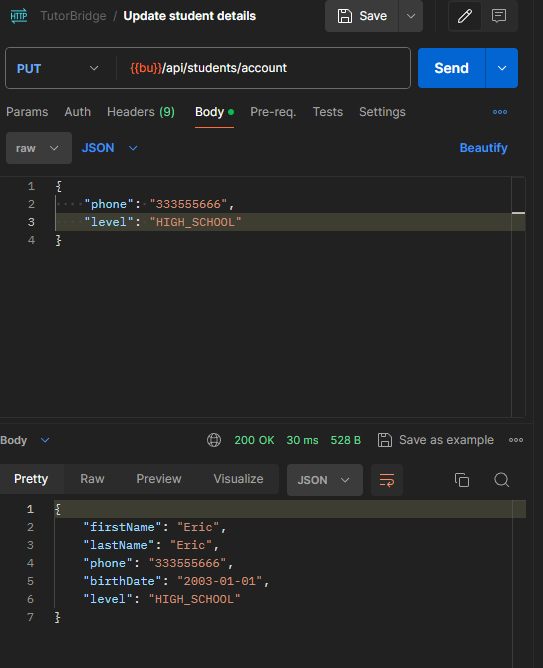 HTTP TutorBridge / Update student details Save
PUT {{bu}}/api/students/account Send
Params Auth Headers (9) Body Pre-req. Tests Settings
raw JSON Beautify
1 {
2 "phone": "333555666",
3 "level": "HIGH_SCHOOL"
4 }
Body 200 OK 30 ms 528 B Save as example
Pretty Raw Preview Visualize JSON
1 {
2 "firstName": "Eric",
3 "lastName": "Eric",
4 "phone": "333555666",
5 "birthDate": "2003-01-01",
6 "level": "HIGH_SCHOOL"
7 }